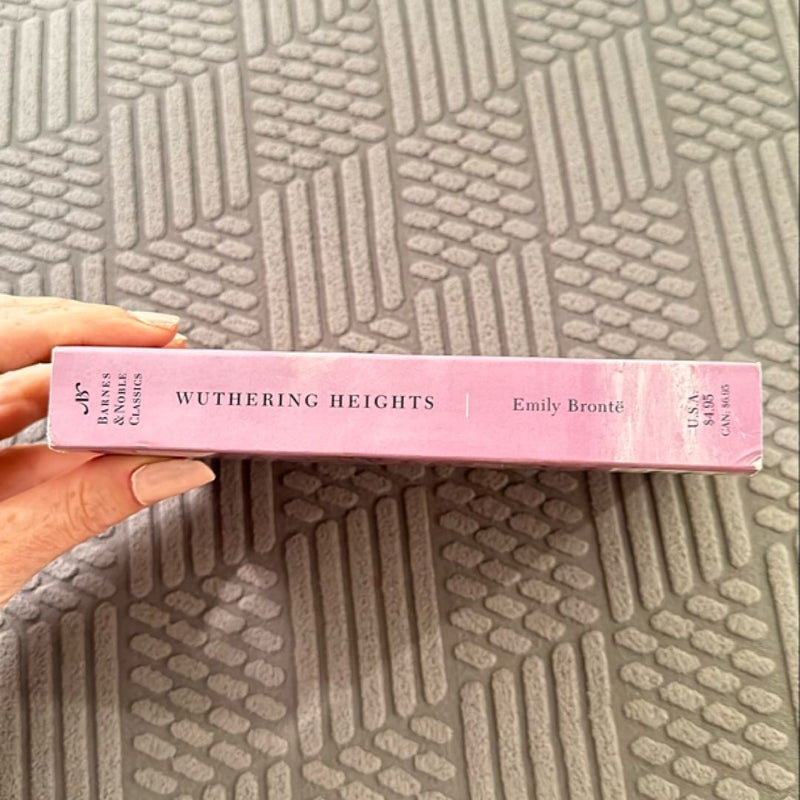 BARNES
& NOBLE
CLASSICS
WUTHERING HEIGHTS
Emily Brontë
U.S.A.
$4.95
CAN. $6.95